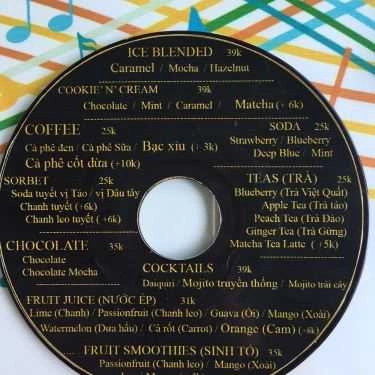 ICE BLENDED 39k
Caramel / Mocha / Hazelnut
COOKIE' N' CREAM 39k
Chocolate / Mint / Caramel / Matcha (+ 6k)
COFFEE 25k
Cà phê đen / Cà phê Sữa / Bạc xỉu (+ 3k)
Cà phê cốt dừa (+10k)
SODA 25k
Strawberry / Blueberry
Deep Blue / Mint
SORBET 25k
Soda tuyết vị Táo / vị Dâu tây
Chanh tuyết (+6k)
Chanh leo tuyết (+6k)
TEAS (TRÀ) 25k
Blueberry (Trà Việt Quất)
Apple Tea (Trà táo)
Peach Tea (Trà Đào)
Ginger Tea (Trà Gừng)
Matcha Tea Latte (+5k)
CHOCOLATE 35k
Chocolate
Chocolate Mocha
COCKTAILS 39k
Daiquiri / Mojito truyền thống / Mojito trái cây
FRUIT JUICE (NƯỚC ÉP) 31k
Lime (Chanh) / Passionfruit (Chanh leo) / Guava (Ổi) / Mango (Xoài)
Watermelon (Dưa hấu) / Cà rốt (Carrot) / Orange (Cam) (+8k)
FRUIT SMOOTHIES (SINH TỐ) 35k
Passionfruit (Chanh leo) / Mango (Xoài)